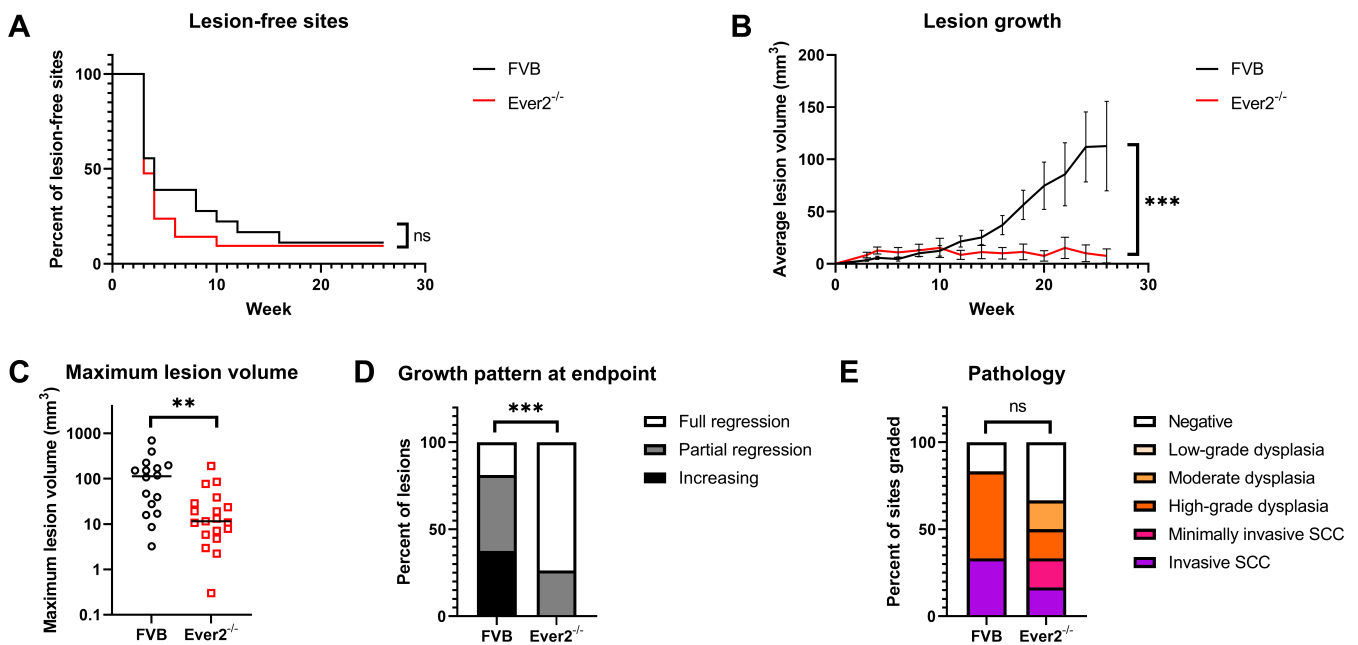 A
Lesion-free sites
Percent of lesion-free sites
100
50
0
0
10
20
30
Week
FVB
Ever2-/-
ns
B
Lesion growth
Average lesion volume (mm3)
200
150
100
50
0
0
10
20
30
Week
FVB
Ever2-/-
***
C
Maximum lesion volume
Maximum lesion volume (mm3)
**
1000
100
10
1
0.1
FVB
Ever2-/-
D
Growth pattern at endpoint
Percent of lesions
***
100
50
0
FVB
Ever2-/-
Full regression
Partial regression
Increasing
E
Pathology
Percent of sites graded
ns
100
50
0
FVB
Ever2-/-
Negative
Low-grade dysplasia
Moderate dysplasia
High-grade dysplasia
Minimally invasive SCC
Invasive SCC